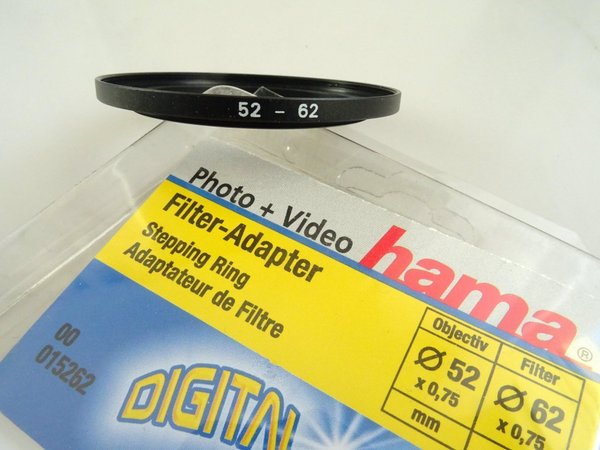 52 - 62
Photo + Video
hama®
Filter-Adapter
Stepping Ring
Adaptateur de Filtre
00
015262
DIGITAL
Objectiv
Ø 52
x 0,75
mm
Filter
Ø 62
x 0,75